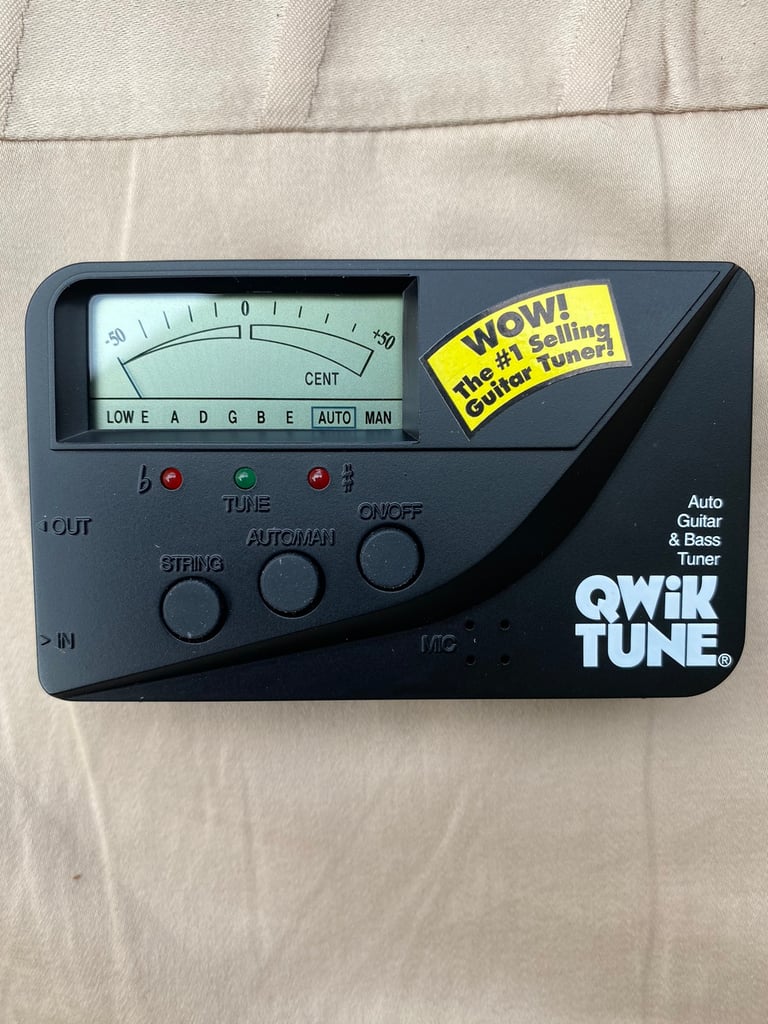 -50 0 +50
CENT
LOW E A D G B E AUTO MAN
WOW!
The #1 Selling
Guitar Tuner!
♭ ♯
TUNE
OUT
STRING
AUTO/MAN
ON/OFF
> IN
MIC
Auto
Guitar
& Bass
Tuner
QWiK
TUNE®